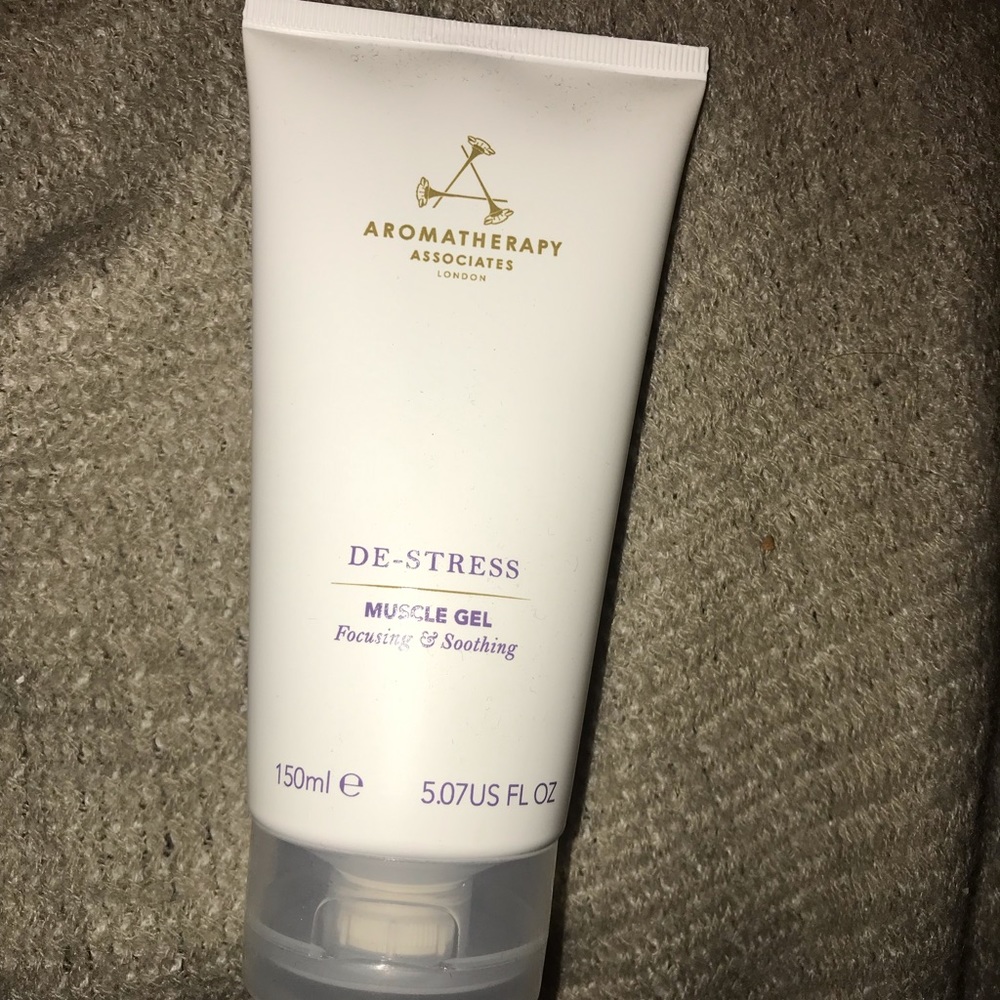 AROMATHERAPY
ASSOCIATES
LONDON
DE-STRESS
MUSCLE GEL
Focusing & Soothing
150ml ℮ 5.07US FL OZ